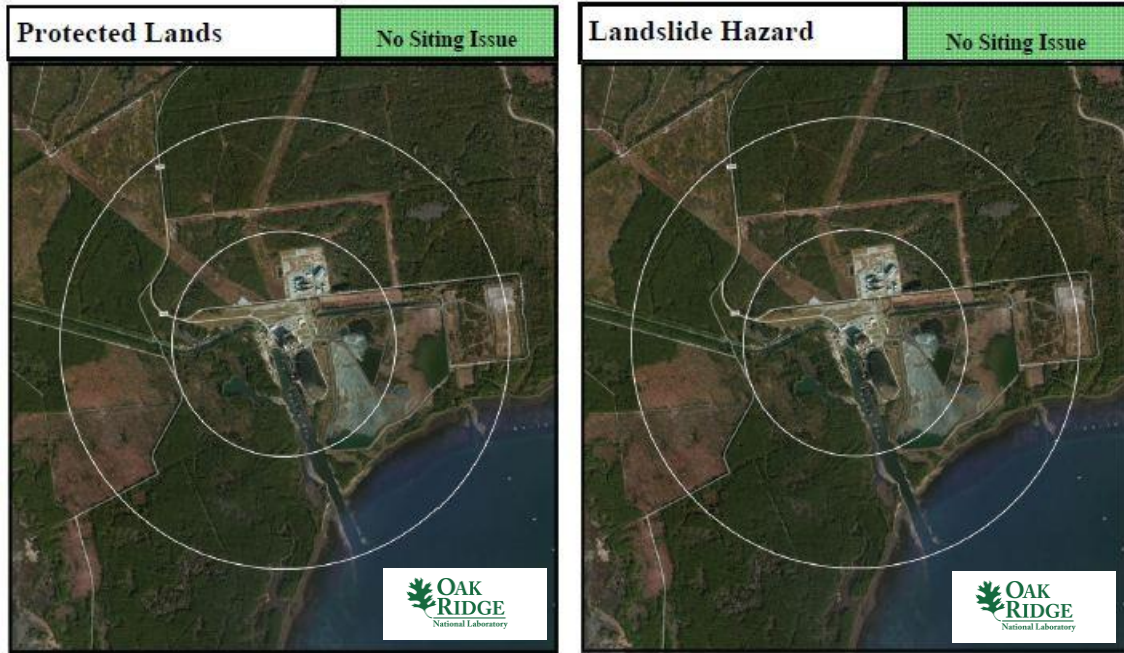 Protected Lands
No Siting Issue
Landslide Hazard
No Siting Issue
OAK
RIDGE
National Laboratory
OAK
RIDGE
National Laboratory